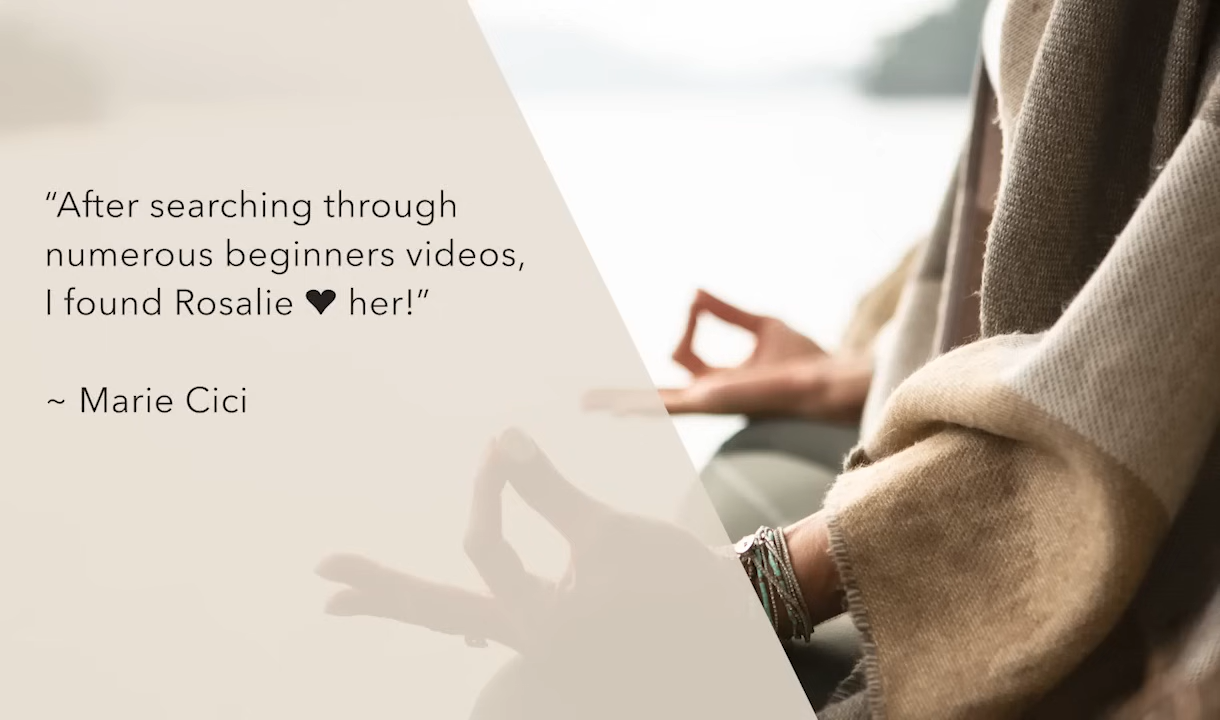 “After searching through
numerous beginners videos,
I found Rosalie ♥ her!”
~ Marie Cici